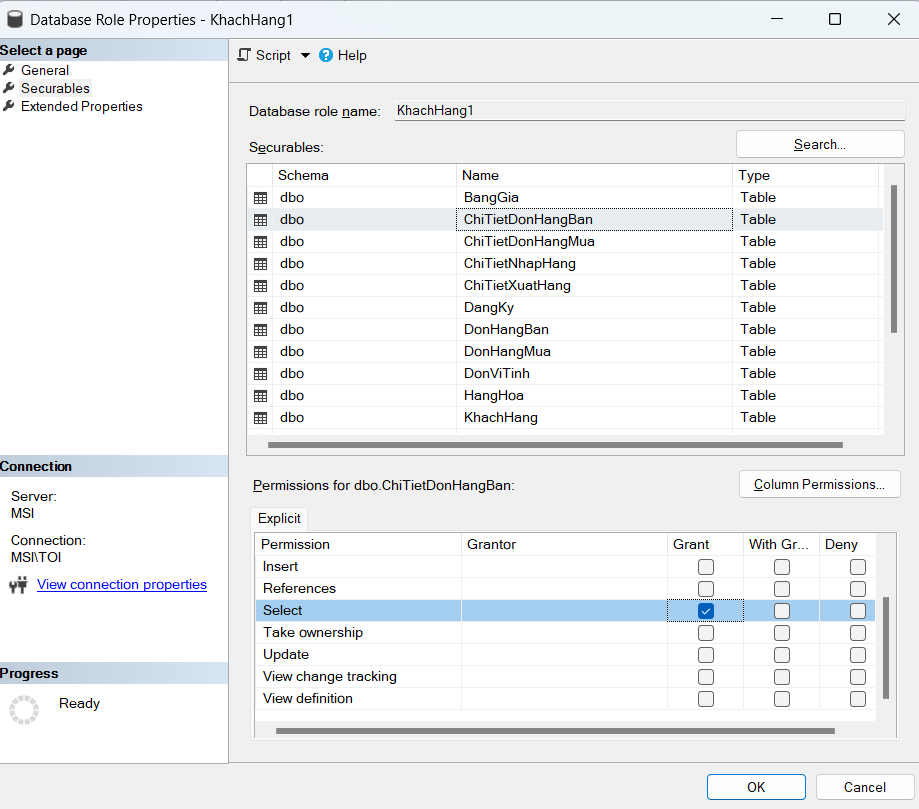 Database Role Properties - KhachHang1
Select a page
General
Securables
Extended Properties
Script
Help
Database role name: KhachHang1
Securables:
Search...
Schema Name Type
dbo BangGia Table
dbo ChiTietDonHangBan Table
dbo ChiTietDonHangMua Table
dbo ChiTietNhapHang Table
dbo ChiTietXuatHang Table
dbo DangKy Table
dbo DonHangBan Table
dbo DonHangMua Table
dbo DonViTinh Table
dbo HangHoa Table
dbo KhachHang Table
Connection
Server:
MSI
Connection:
MSI\TOI
View connection properties
Permissions for dbo.ChiTietDonHangBan:
Column Permissions...
Explicit
Permission Grantor Grant With Gr... Deny
Insert
References
Select
Take ownership
Update
View change tracking
View definition
Progress
Ready
OK
Cancel